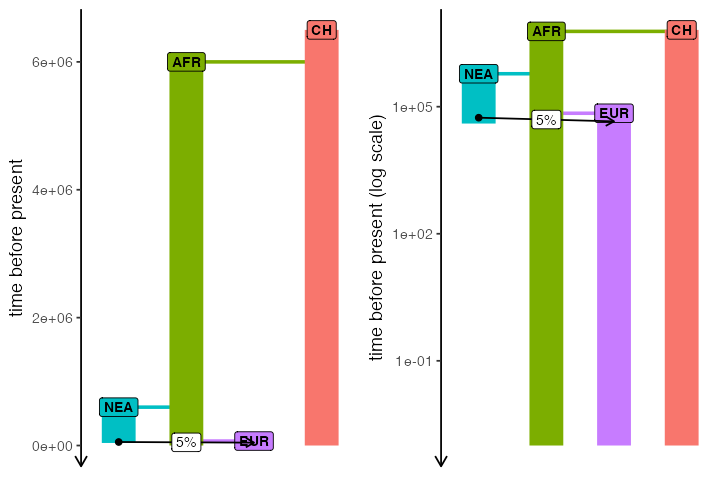 time before present
6e+06
4e+06
2e+06
0e+00
CH
AFR
NEA
5%
EUR
time before present (log scale)
1e+05
1e+02
1e-01
CH
AFR
NEA
EUR
5%